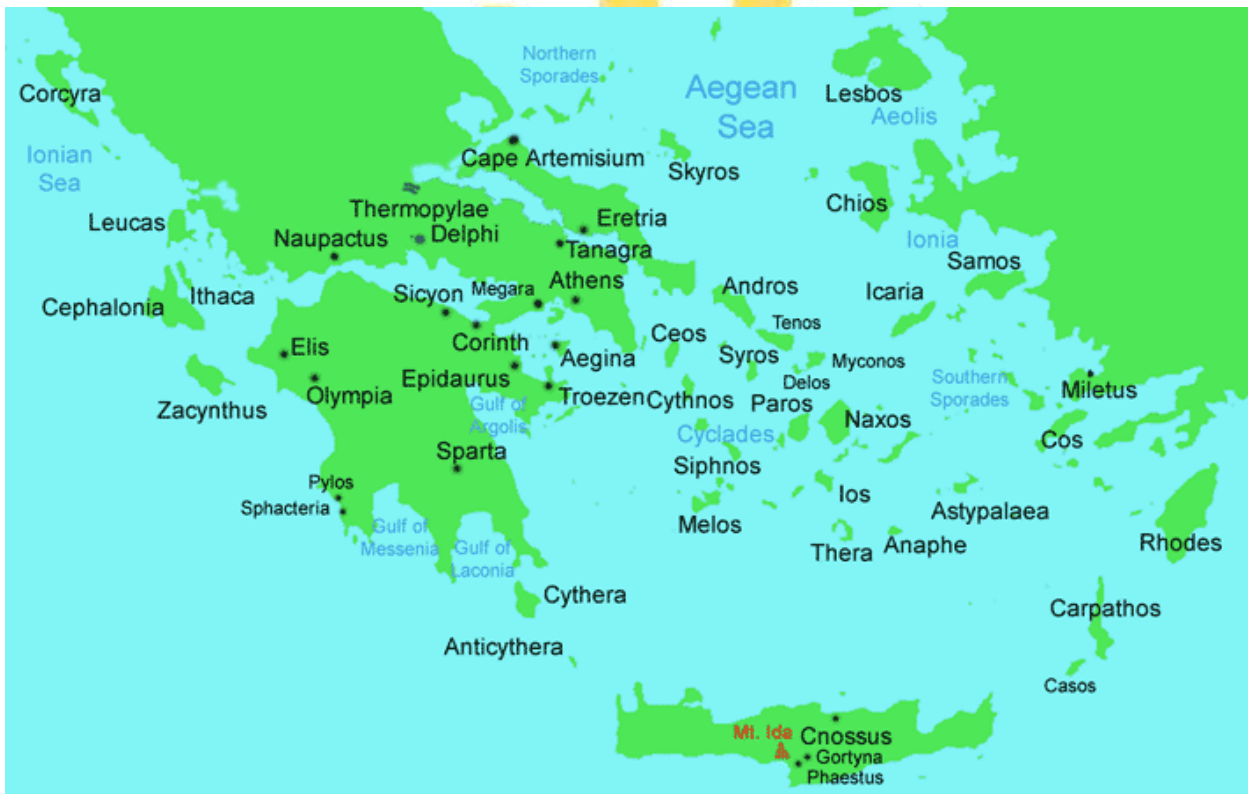 Northern
Sporades
Aegean
Sea
Corcyra
Lesbos
Aeolis
Ionian
Sea
Cape Artemisium
Skyros
Leucas
Thermopylae
Chios
Eretria
Naupactus
Delphi
Tanagra
Ionia
Samos
Athens
Megara
Sicyon
Andros
Icaria
Ithaca
Cephalonia
Tenos
Ceos
Corinth
Elis
Aegina
Syros
Myconos
Epidaurus
Delos
Southern
Sporades
Miletus
Olympia
Troezen
Cythnos
Paros
Zacynthus
Gulf of
Argolis
Naxos
Cyclades
Cos
Sparta
Siphnos
Pylos
Ios
Sphacteria
Astypalaea
Melos
Gulf of
Messenia
Gulf of
Laconia
Thera
Anaphe
Rhodes
Cythera
Carpathos
Anticythera
Casos
Mt. Ida
Cnossus
Gortyna
Phaestus